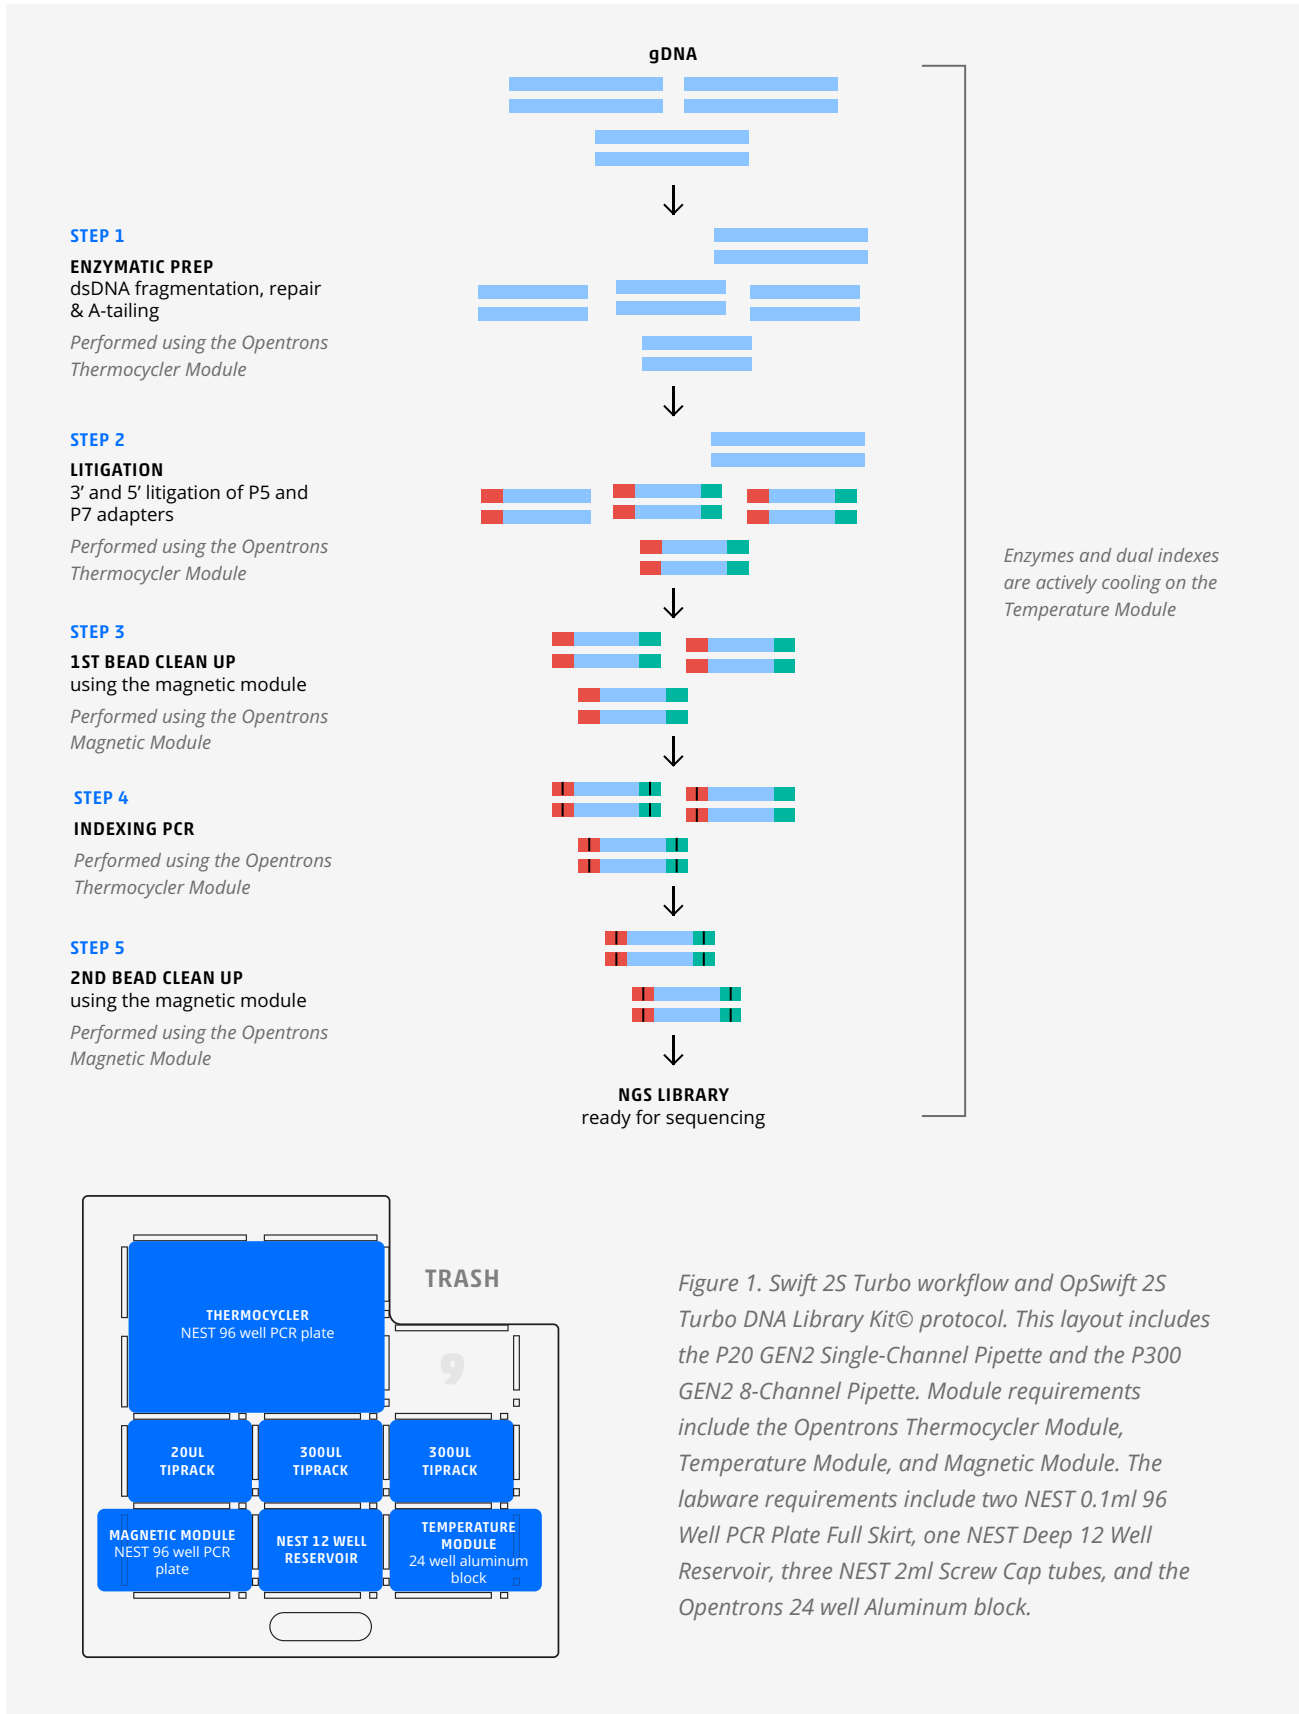 gDNA
STEP 1
ENZYMATIC PREP
dsDNA fragmentation, repair
& A-tailing
Performed using the Opentrons
Thermocycler Module
STEP 2
LITIGATION
3’ and 5’ litigation of P5 and
P7 adapters
Performed using the Opentrons
Thermocycler Module
STEP 3
1ST BEAD CLEAN UP
using the magnetic module
Performed using the Opentrons
Magnetic Module
STEP 4
INDEXING PCR
Performed using the Opentrons
Thermocycler Module
STEP 5
2ND BEAD CLEAN UP
using the magnetic module
Performed using the Opentrons
Magnetic Module
NGS LIBRARY
ready for sequencing
Enzymes and dual indexes
are actively cooling on the
Temperature Module
TRASH
THERMOCYCLER
NEST 96 well PCR plate
9
20UL
TIPRACK
300UL
TIPRACK
300UL
TIPRACK
MAGNETIC MODULE
NEST 96 well PCR
plate
NEST 12 WELL
RESERVOIR
TEMPERATURE
MODULE
24 well aluminum
block
Figure 1. Swift 2S Turbo workflow and OpSwift 2S
Turbo DNA Library Kit© protocol. This layout includes
the P20 GEN2 Single-Channel Pipette and the P300
GEN2 8-Channel Pipette. Module requirements
include the Opentrons Thermocycler Module,
Temperature Module, and Magnetic Module. The
labware requirements include two NEST 0.1ml 96
Well PCR Plate Full Skirt, one NEST Deep 12 Well
Reservoir, three NEST 2ml Screw Cap tubes, and the
Opentrons 24 well Aluminum block.